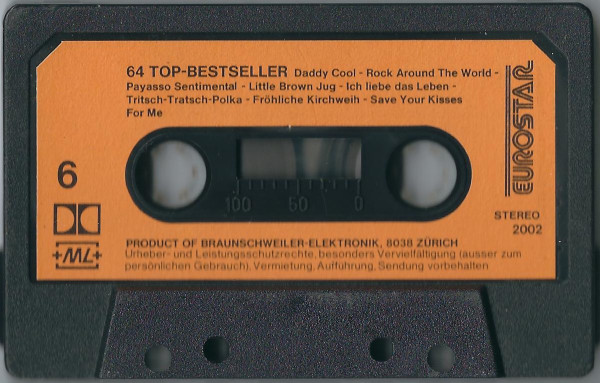 64 TOP-BESTSELLER Daddy Cool - Rock Around The World -
Payasso Sentimental - Little Brown Jug - Ich liebe das Leben -
Tritsch-Tratsch-Polka - Fröhliche Kirchweih - Save Your Kisses
For Me
EUROSTAR
6
100 50 0
STEREO
2002
+ML+
PRODUCT OF BRAUNSCHWEILER-ELEKTRONIK, 8038 ZÜRICH
Urheber- und Leistungsschutzrechte, besonders Vervielfältigung (ausser zum
persönlichen Gebrauch), Vermietung, Aufführung, Sendung vorbehalten